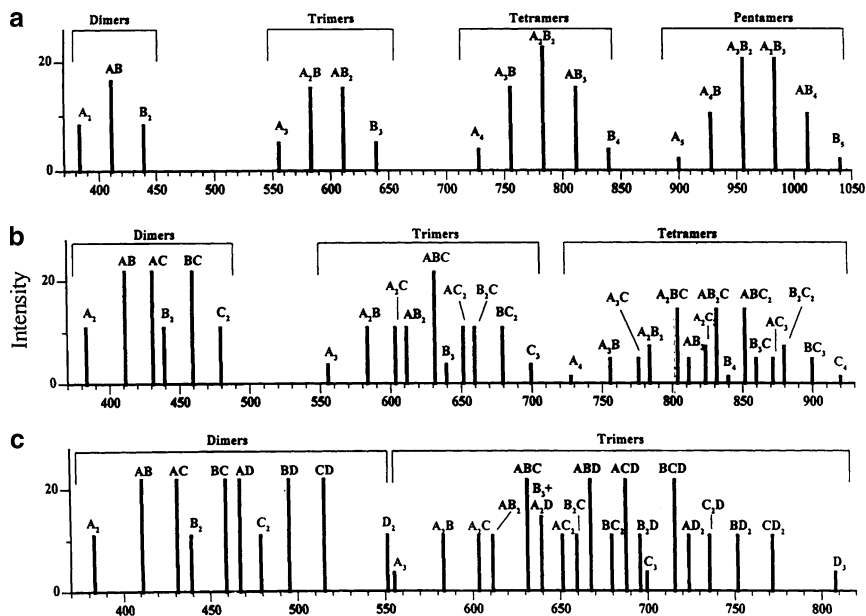 a
Dimers Trimers Tetramers Pentamers
A₂ AB B₂ A₃ A₂B AB₂ B₃ A₄ A₃B A₂B₂ AB₃ B₄ A₅ A₄B A₃B₂ A₂B₃ AB₄ B₅
20
0
400 450 500 550 600 650 700 750 800 850 900 950 1000 1050
b
Dimers Trimers Tetramers
A₂ AB AC B₂ BC C₂ A₃ A₂B A₂C AB₂ ABC B₃ AC₂ B₂C BC₂ C₃ A₄ A₃B A₃C A₂B₂ A₂BC AB₃ A₂C₂ AB₂C B₄ ABC₂ B₃C AC₃ B₂C₂ BC₃ C₄
Intensity
20
0
400 450 500 550 600 650 700 750 800 850 900
c
Dimers Trimers
A₂ AB AC B₂ BC AD C₂ BD CD D₂ A₃ A₂B A₂C AB₂ ABC B₃+
A₂D AC₂ B₂C ABD BC₂ ACD B₂D C₃ BCD AD₂ C₂D BD₂ CD₂ D₃
20
0
400 450 500 550 600 650 700 750 800